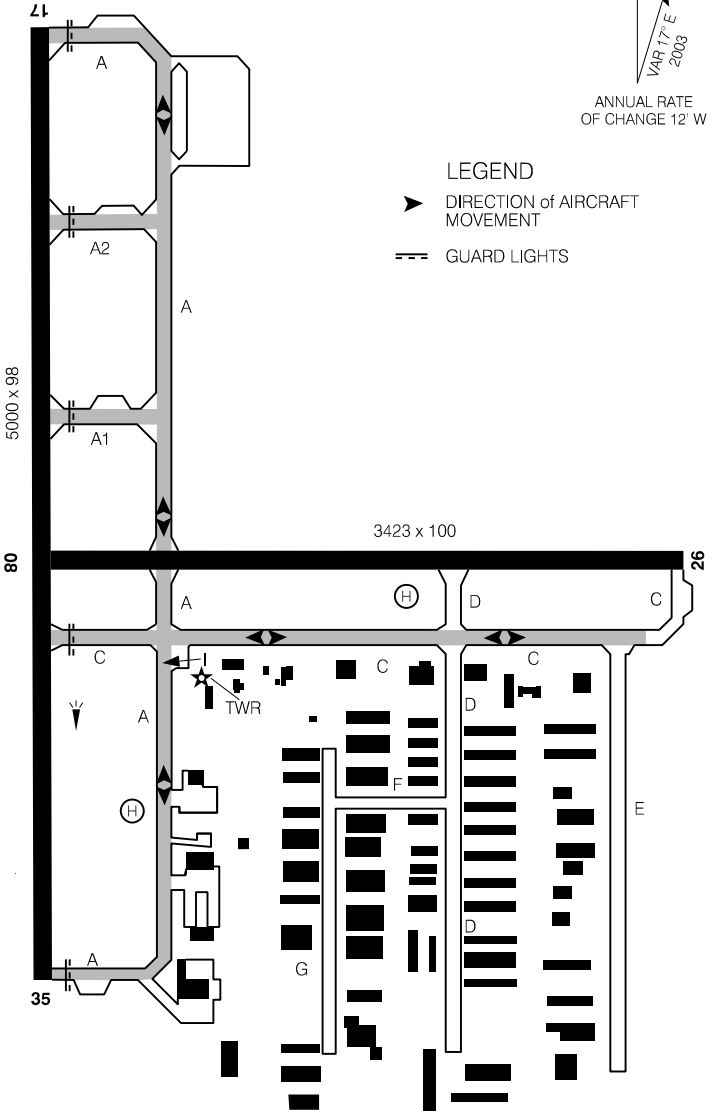 17
VAR 17° E
2003
ANNUAL RATE
OF CHANGE 12' W
A
LEGEND
DIRECTION of AIRCRAFT
MOVEMENT
GUARD LIGHTS
A2
A
5000 x 98
A1
3423 x 100
08
26
A
H
D
C
C
I
C
C
TWR
D
A
F
H
E
D
A
G
35